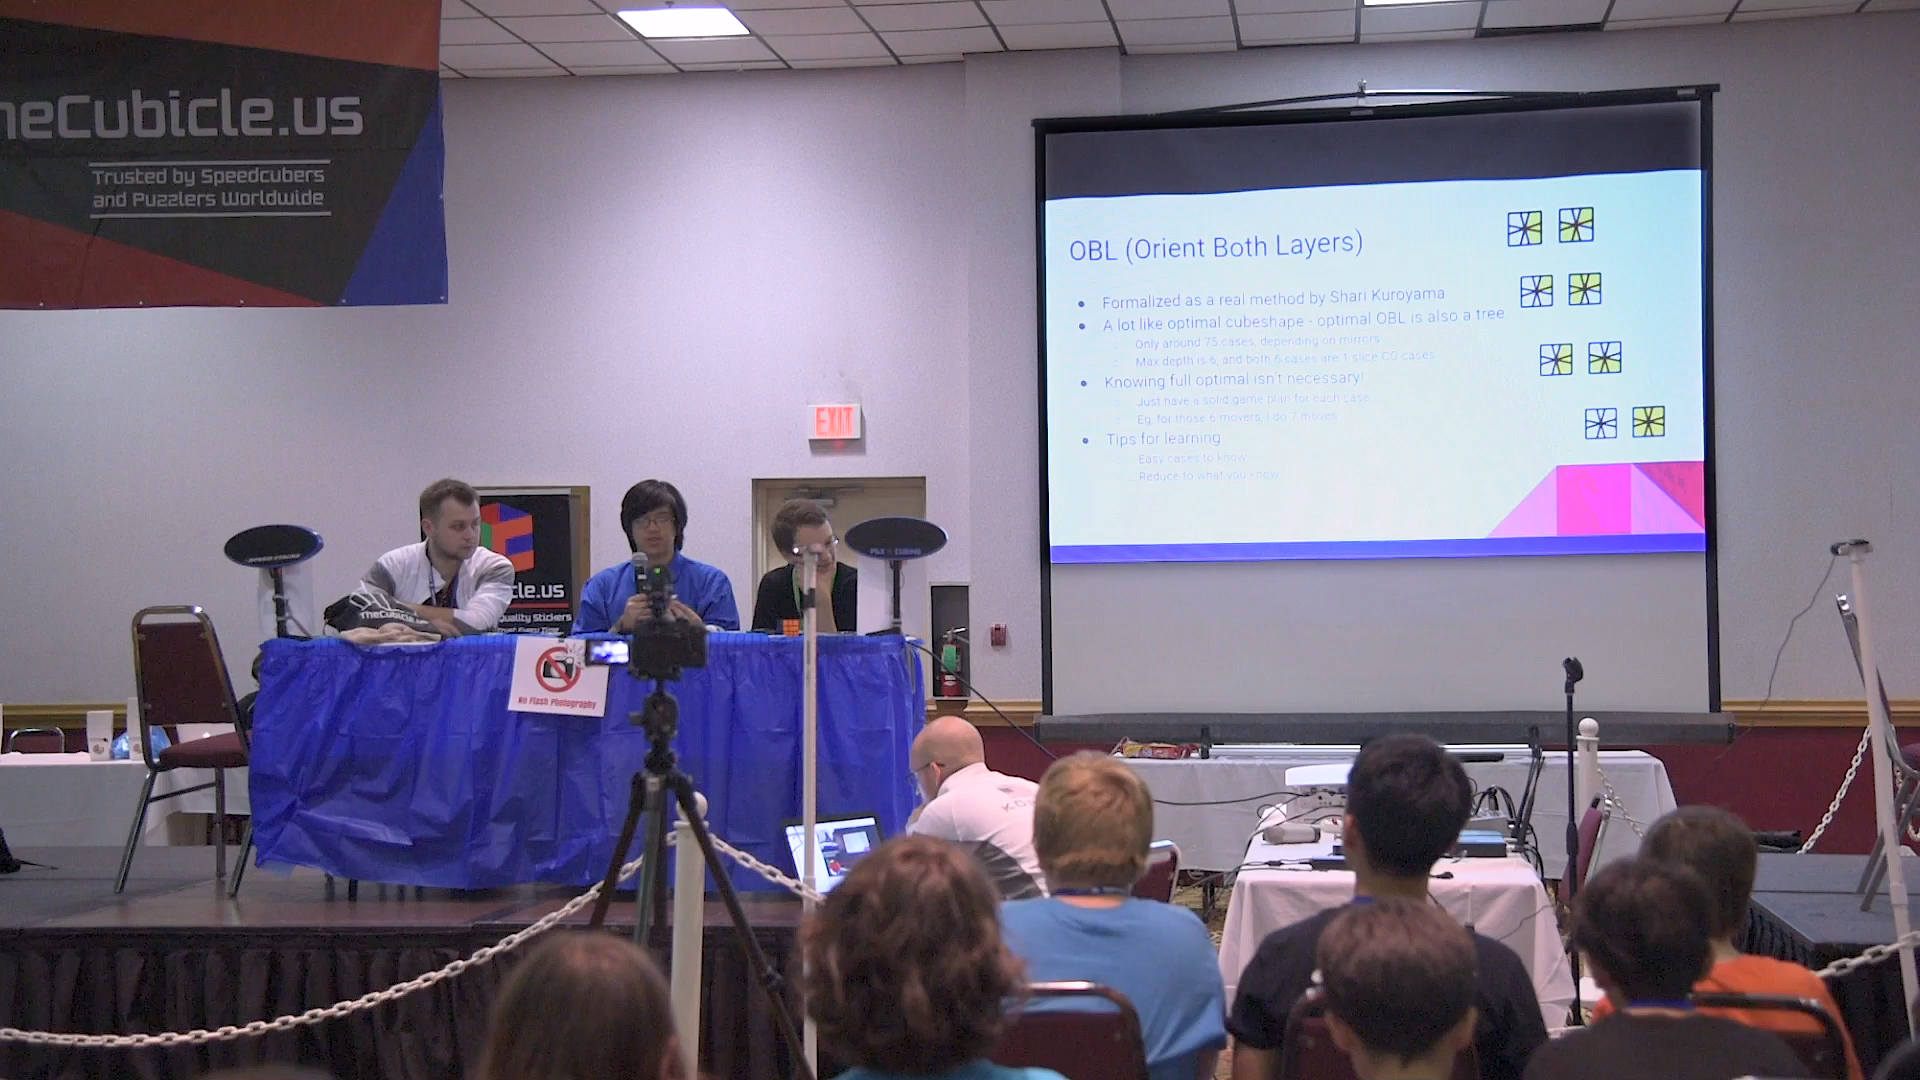 heCubicle.us
Trusted by Speedcubers
and Puzzlers Worldwide
OBL (Orient Both Layers)
Formalized as a real method by Shari Kuroyama
A lot like optimal cubeshape - optimal OBL is also a tree
Only around 75 cases, depending on mirrors
Max depth is 6, and both 6 cases are 1 slice CO cases
Knowing full optimal isn't necessary!
Just have a solid game plan for each case
Eg. for those 6 movers, I do 7 moves
Tips for learning
Easy cases to know
Reduce to what you know
EXIT
cle.us
Quality Stickers
TheCubicle
No Flash Photography